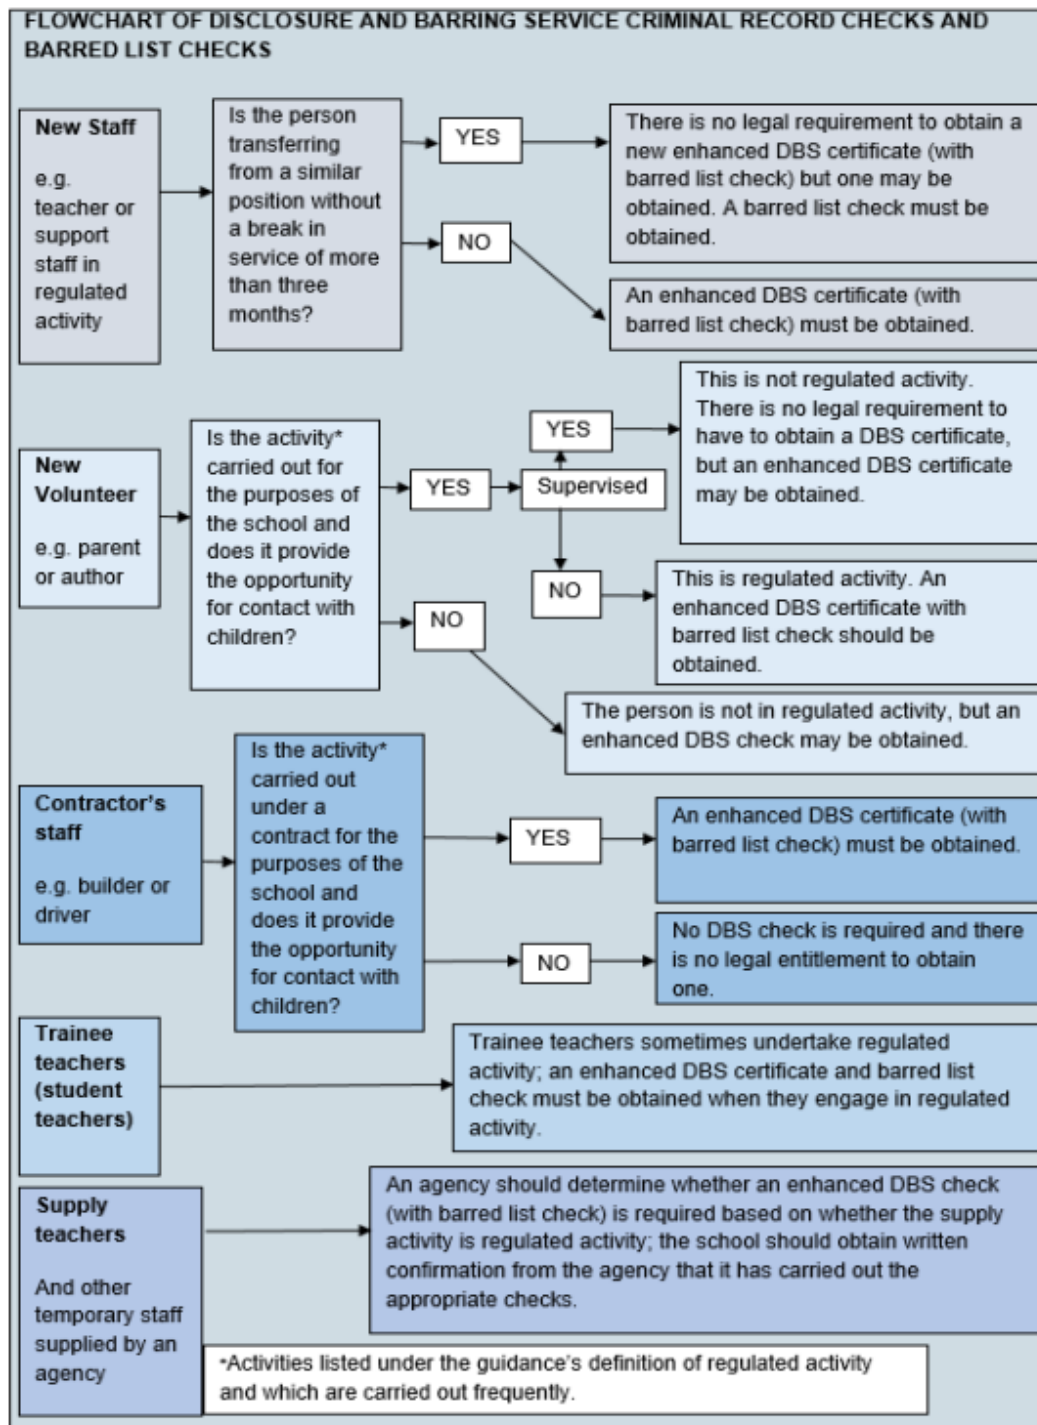 FLOWCHART OF DISCLOSURE AND BARRING SERVICE CRIMINAL RECORD CHECKS AND
BARRED LIST CHECKS
New Staff
e.g.
teacher or
support
staff in
regulated
activity
Is the person
transferring
from a similar
position without
a break in
service of more
than three
months?
YES
There is no legal requirement to obtain a
new enhanced DBS certificate (with
barred list check) but one may be
obtained. A barred list check must be
obtained.
NO
An enhanced DBS certificate (with
barred list check) must be obtained.
New
Volunteer
e.g. parent
or author
Is the activity*
carried out for
the purposes of
the school and
does it provide
the opportunity
for contact with
children?
YES
Supervised
YES
This is not regulated activity.
There is no legal requirement to
have to obtain a DBS certificate,
but an enhanced DBS certificate
may be obtained.
NO
This is regulated activity. An
enhanced DBS certificate with
barred list check should be
obtained.
NO
The person is not in regulated activity, but an
enhanced DBS check may be obtained.
Contractor's
staff
e.g. builder or
driver
Is the activity*
carried out
under a
contract for the
purposes of the
school and
does it provide
the opportunity
for contact with
children?
YES
An enhanced DBS certificate (with
barred list check) must be obtained.
NO
No DBS check is required and there
is no legal entitlement to obtain
one.
Trainee
teachers
(student
teachers)
Trainee teachers sometimes undertake regulated
activity; an enhanced DBS certificate and barred list
check must be obtained when they engage in regulated
activity.
Supply
teachers
And other
temporary staff
supplied by an
agency
An agency should determine whether an enhanced DBS check
(with barred list check) is required based on whether the supply
activity is regulated activity; the school should obtain written
confirmation from the agency that it has carried out the
appropriate checks.
*Activities listed under the guidance's definition of regulated activity
and which are carried out frequently.